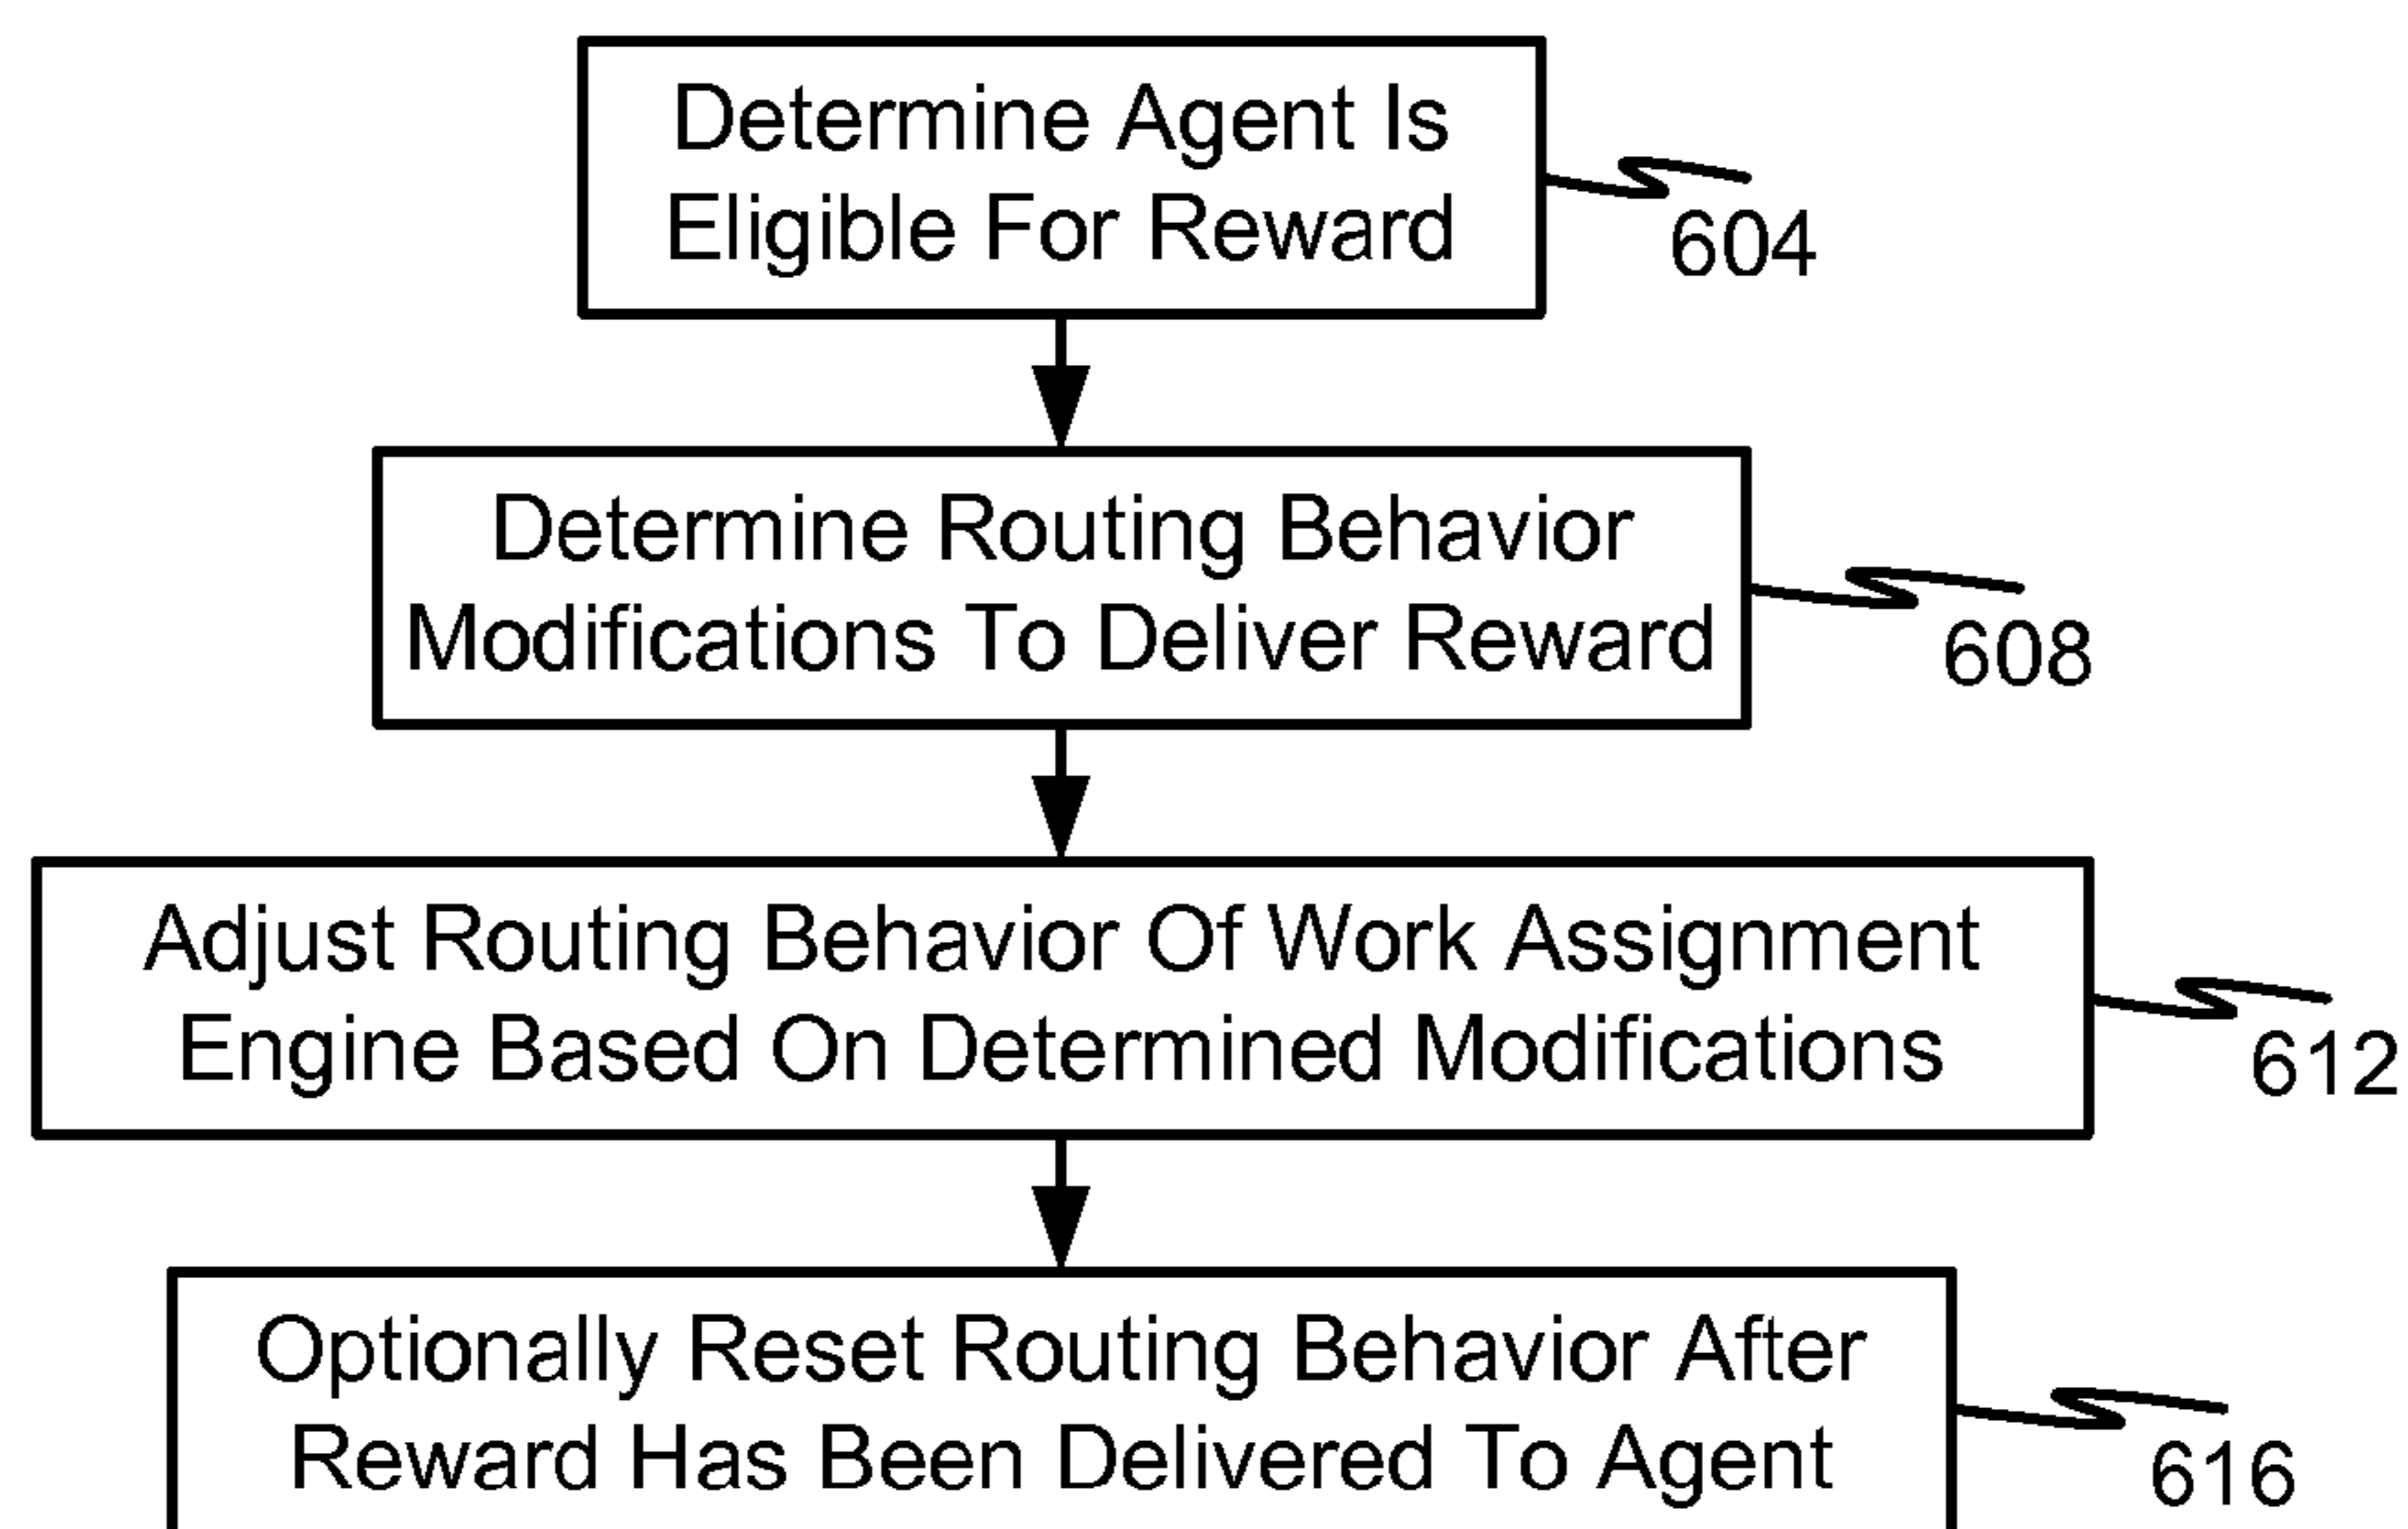 Determine Agent Is
Eligible For Reward
604
Determine Routing Behavior
Modifications To Deliver Reward
608
Adjust Routing Behavior Of Work Assignment
Engine Based On Determined Modifications
612
Optionally Reset Routing Behavior After
Reward Has Been Delivered To Agent
616